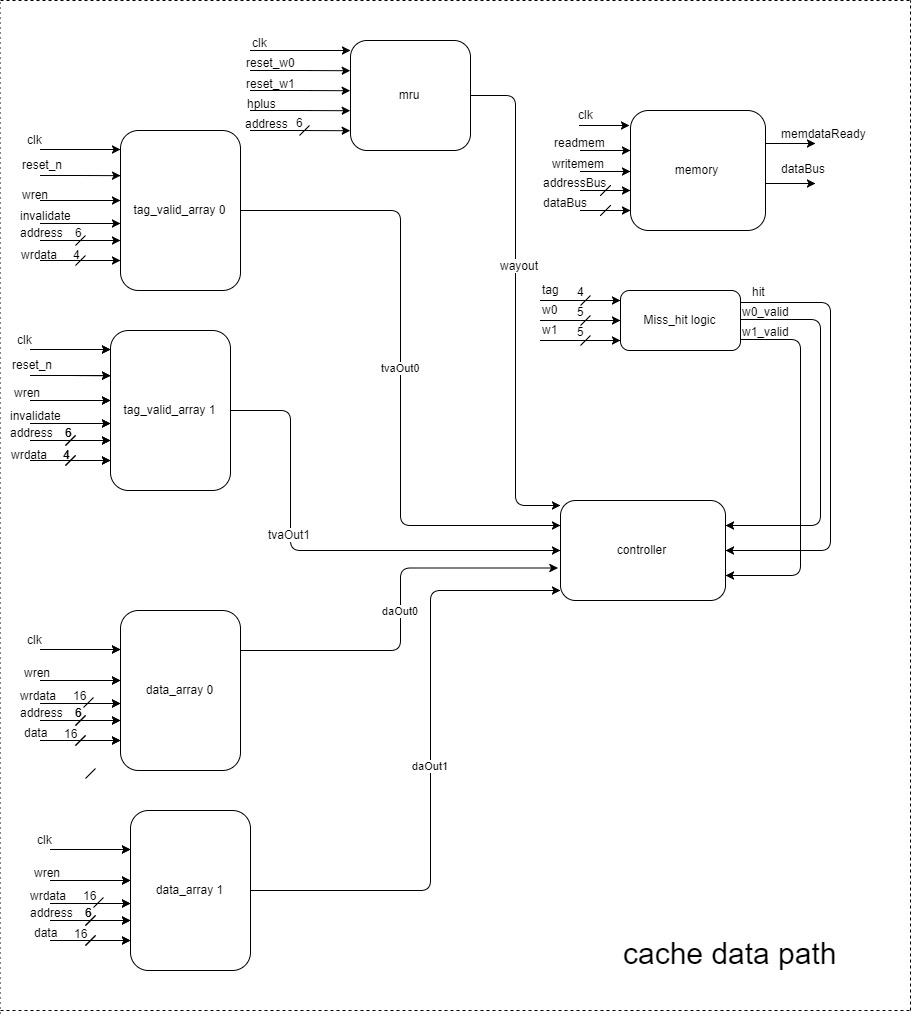 clk
reset_w0
reset_w1
hplus
address 6
mru
clk
readmem
writemem
addressBus
dataBus
memory
memdataReady
dataBus
clk
reset_n
wren
invalidate
address 6
wrdata 4
tag_valid_array 0
wayout
tag 4
w0 5
w1 5
Miss_hit logic
hit
w0_valid
w1_valid
clk
reset_n
wren
invalidate
address 6
wrdata 4
tag_valid_array 1
tvaOut0
tvaOut1
controller
daOut0
clk
wren
wrdata 16
address 6
data 16
data_array 0
daOut1
clk
wren
wrdata 16
address 6
data 16
data_array 1
cache data path